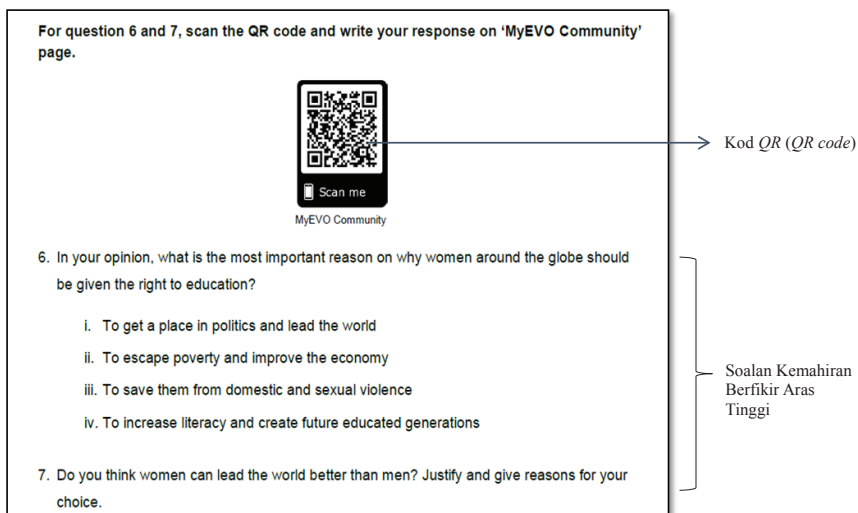 For question 6 and 7, scan the QR code and write your response on ‘MyEVO Community’
page.
Scan me
MyEVO Community
Kod QR (QR code)
6. In your opinion, what is the most important reason on why women around the globe should
be given the right to education?
i. To get a place in politics and lead the world
ii. To escape poverty and improve the economy
iii. To save them from domestic and sexual violence
iv. To increase literacy and create future educated generations
Soalan Kemahiran
Berfikir Aras
Tinggi
7. Do you think women can lead the world better than men? Justify and give reasons for your
choice.